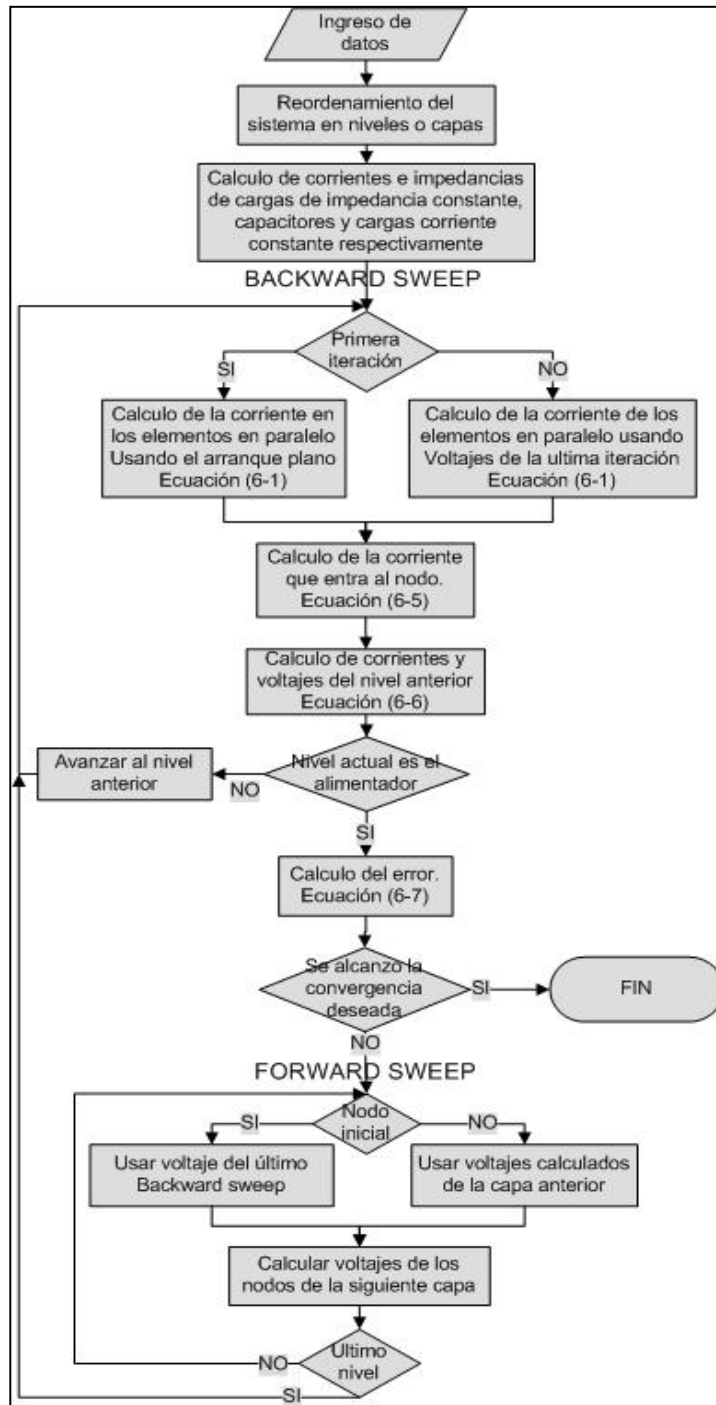 Ingreso de
datos
Reordenamiento del
sistema en niveles o capas
Calculo de corrientes e impedancias
de cargas de impedancia constante,
capacitores y cargas corriente
constante respectivamente
BACKWARD SWEEP
Primera
iteración
SI
NO
Calculo de la corriente en
los elementos en paralelo
Usando el arranque plano
Ecuación (6-1)
Calculo de la corriente de los
elementos en paralelo usando
Voltajes de la ultima iteración
Ecuación (6-1)
Calculo de la corriente
que entra al nodo.
Ecuación (6-5)
Calculo de corrientes y
voltajes del nivel anterior
Ecuación (6-6)
Nivel actual es el
alimentador
NO
Avanzar al nivel
anterior
SI
Calculo del error.
Ecuación (6-7)
Se alcanzo la
convergencia
deseada
SI
FIN
NO
FORWARD SWEEP
Nodo
inicial
SI
NO
Usar voltaje del último
Backward sweep
Usar voltajes calculados
de la capa anterior
Calcular voltajes de los
nodos de la siguiente capa
Ultimo
nivel
NO
SI